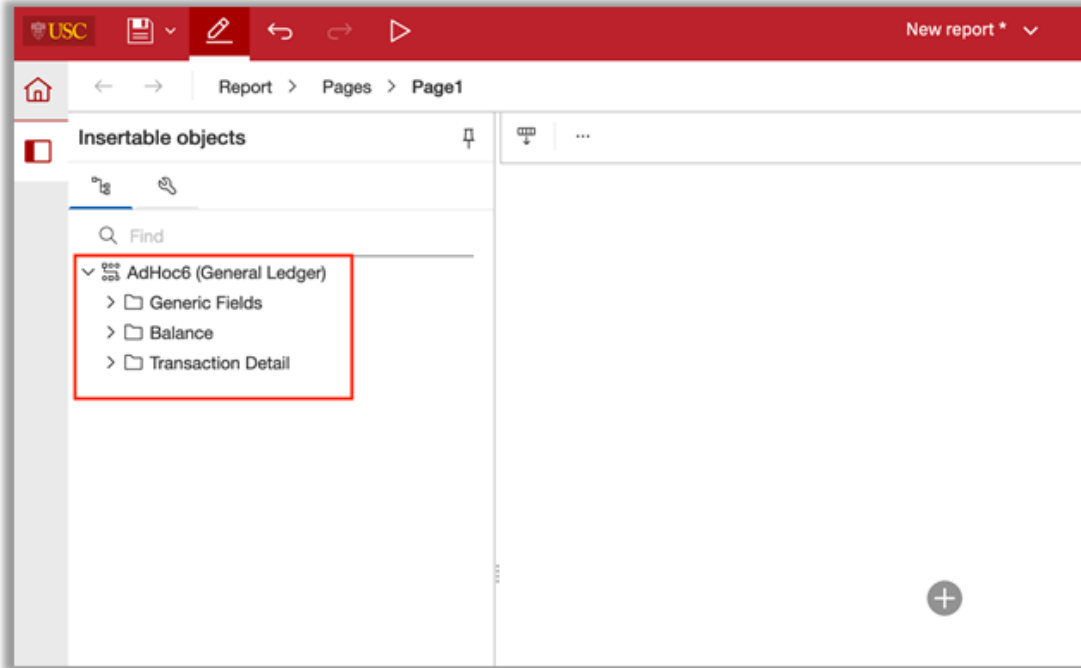 USC
New report *
Report > Pages > Page1
Insertable objects
...
Find
AdHoc6 (General Ledger)
Generic Fields
Balance
Transaction Detail